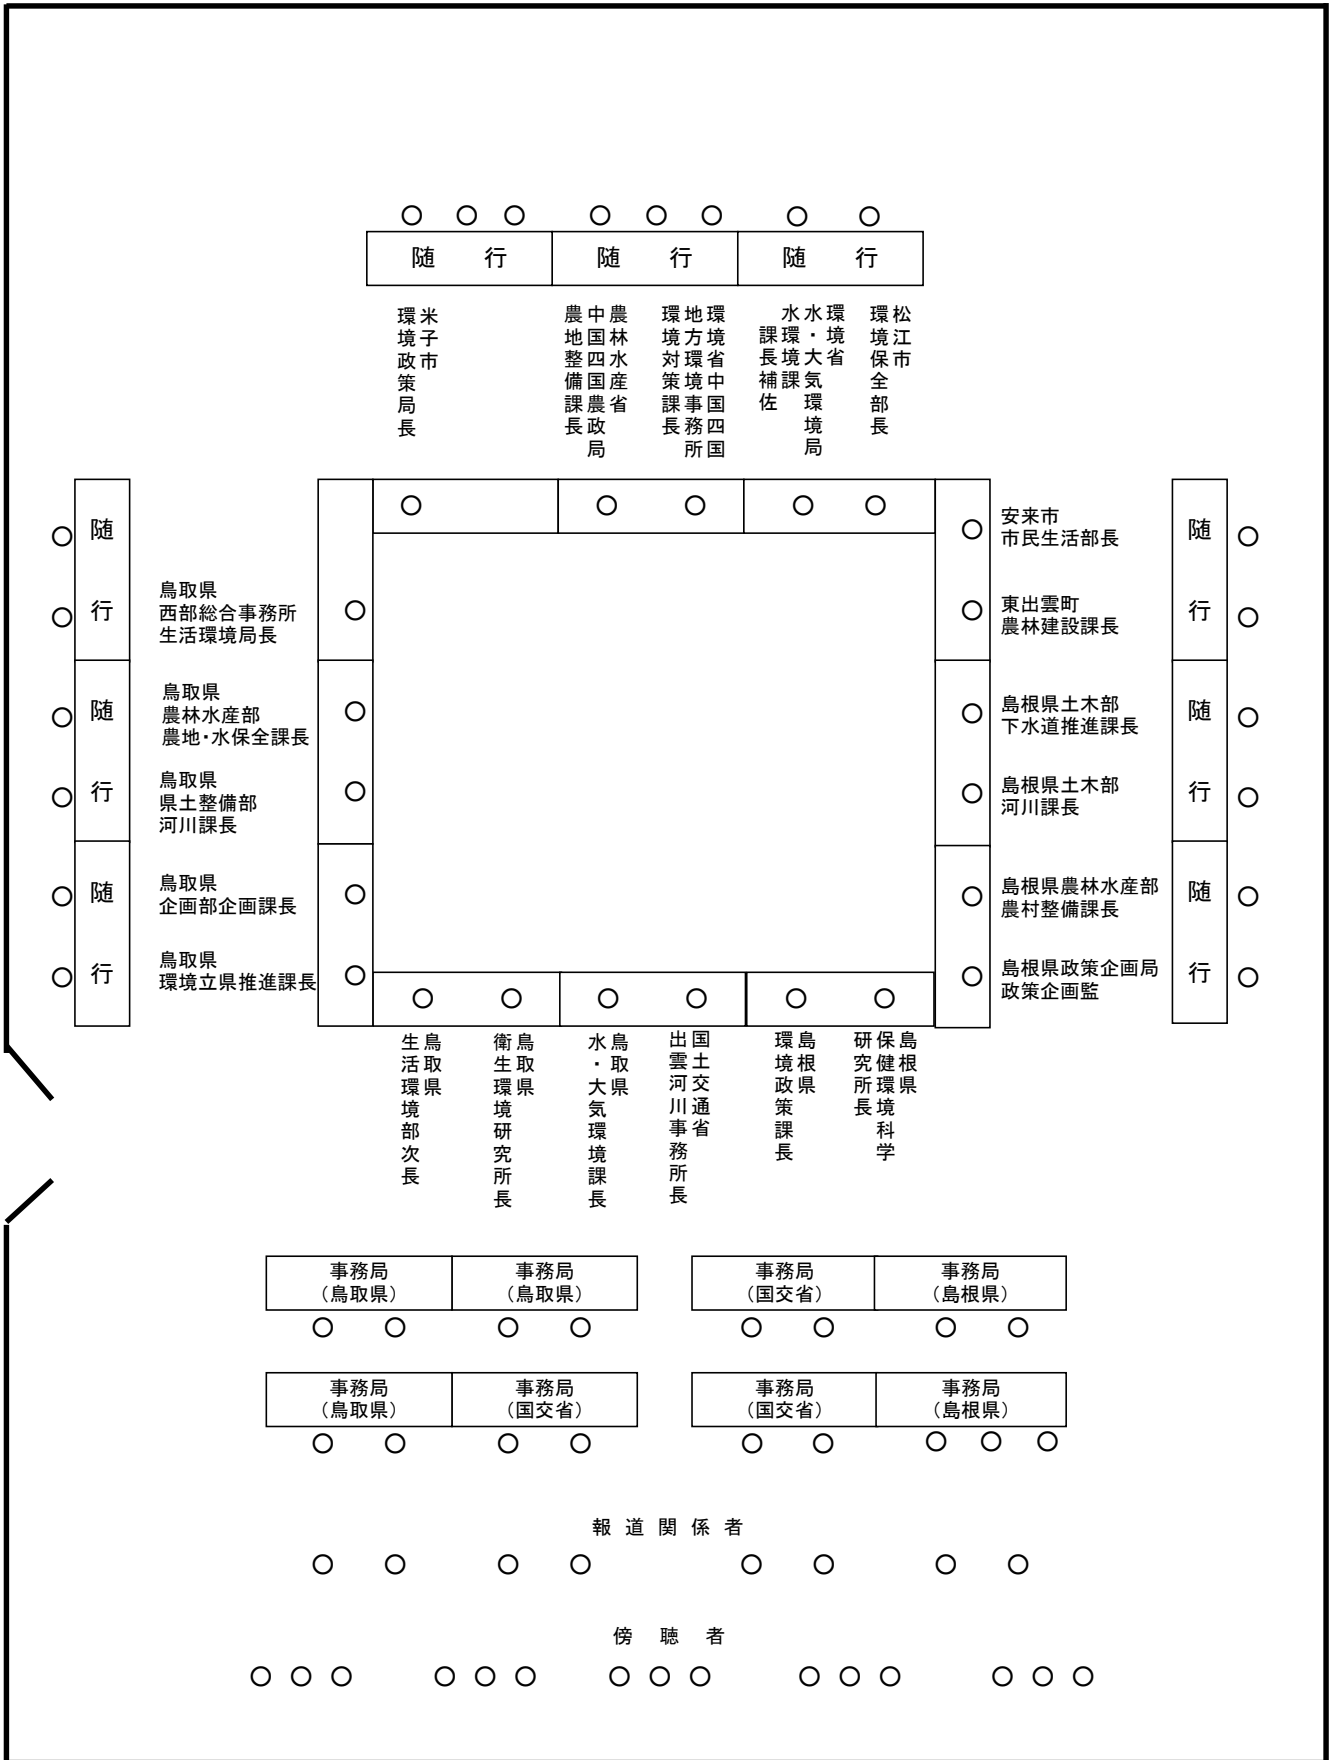 随　行
随　行
随　行
米子市
環境政策局長
農林水産省
中国四国農政局
農地整備課長
環境省中国四国
地方環境事務所
環境対策課長
環境省
水・大気環境局
水環境課
課長補佐
松江市
環境保全部長
随
行
随
行
随
行
鳥取県
西部総合事務所
生活環境局長
鳥取県
農林水産部
農地・水保全課長
鳥取県
県土整備部
河川課長
鳥取県
企画部企画課長
鳥取県
環境立県推進課長
安来市
市民生活部長
東出雲町
農林建設課長
島根県土木部
下水道推進課長
島根県土木部
河川課長
島根県農林水産部
農村整備課長
島根県政策企画局
政策企画監
随
行
随
行
随
行
鳥取県
生活環境部次長
鳥取県
衛生環境研究所長
鳥取県
水・大気環境課長
国土交通省
出雲河川事務所長
島根県
環境政策課長
島根県
保健環境科学
研究所長
事務局
（鳥取県）
事務局
（鳥取県）
事務局
（国交省）
事務局
（島根県）
事務局
（鳥取県）
事務局
（国交省）
事務局
（国交省）
事務局
（島根県）
報道関係者
傍聴者